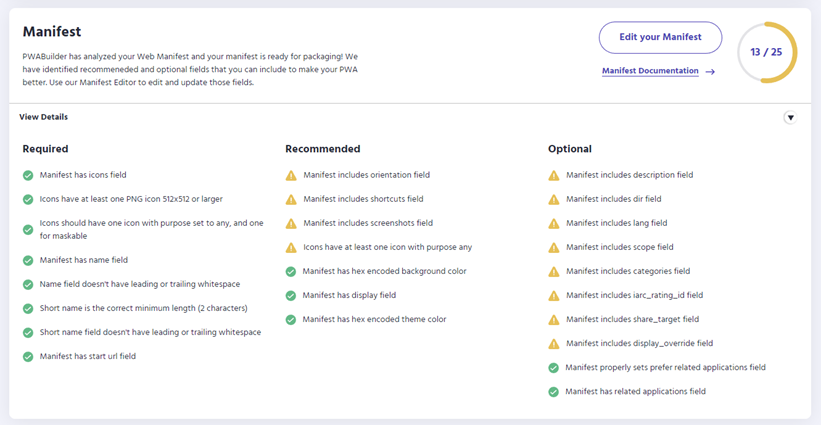 Manifest
PWABuilder has analyzed your Web Manifest and your manifest is ready for packaging! We
have identified recommeneded and optional fields that you can include to make your PWA
better. Use our Manifest Editor to edit and update those fields.
Edit your Manifest
Manifest Documentation
13 / 25
View Details
Required
Manifest has icons field
Icons have at least one PNG icon 512x512 or larger
Icons should have one icon with purpose set to any, and one
for maskable
Manifest has name field
Name field doesn't have leading or trailing whitespace
Short name is the correct minimum length (2 characters)
Short name field doesn't have leading or trailing whitespace
Manifest has start url field
Recommended
Manifest includes orientation field
Manifest includes shortcuts field
Manifest includes screenshots field
Icons have at least one icon with purpose any
Manifest has hex encoded background color
Manifest has display field
Manifest has hex encoded theme color
Optional
Manifest includes description field
Manifest includes dir field
Manifest includes lang field
Manifest includes scope field
Manifest includes categories field
Manifest includes iarc_rating_id field
Manifest includes share_target field
Manifest includes display_override field
Manifest properly sets prefer related applications field
Manifest has related applications field